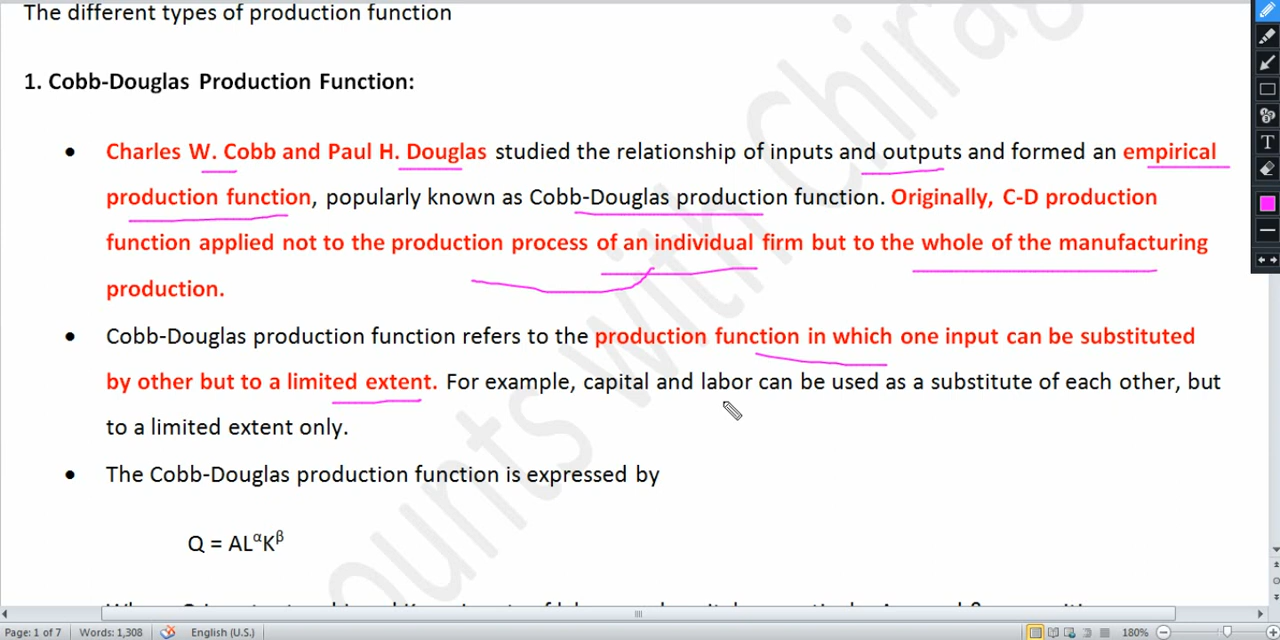 The different types of production function
1. Cobb-Douglas Production Function:
• Charles W. Cobb and Paul H. Douglas studied the relationship of inputs and outputs and formed an empirical
production function, popularly known as Cobb-Douglas production function. Originally, C-D production
function applied not to the production process of an individual firm but to the whole of the manufacturing
production.
• Cobb-Douglas production function refers to the production function in which one input can be substituted
by other but to a limited extent. For example, capital and labor can be used as a substitute of each other, but
to a limited extent only.
• The Cobb-Douglas production function is expressed by
Q = AL^αK^β
ounts with Chirag
Page: 1 of 7 Words: 1,308 English (U.S.) 180%